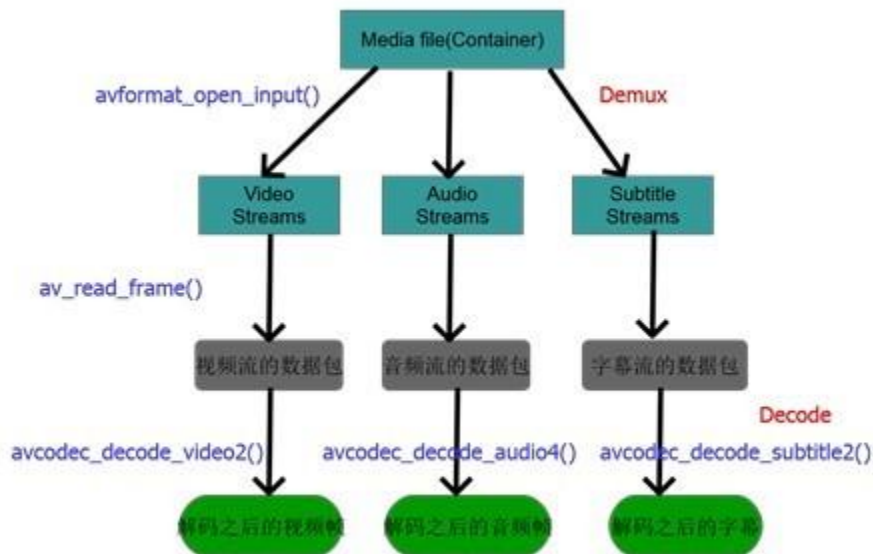 Media file(Container)
avformat_open_input()
Demux
Video
Streams
Audio
Streams
Subtitle
Streams
av_read_frame()
视频流的数据包
音频流的数据包
字幕流的数据包
Decode
avcodec_decode_video2()
avcodec_decode_audio4()
avcodec_decode_subtitle2()
解码之后的视频帧
解码之后的音频帧
解码之后的字幕